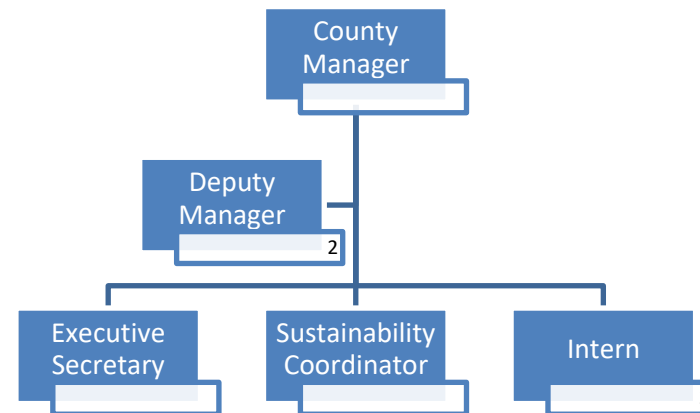 County
Manager
Deputy
Manager
2
Executive
Secretary
Sustainability
Coordinator
Intern